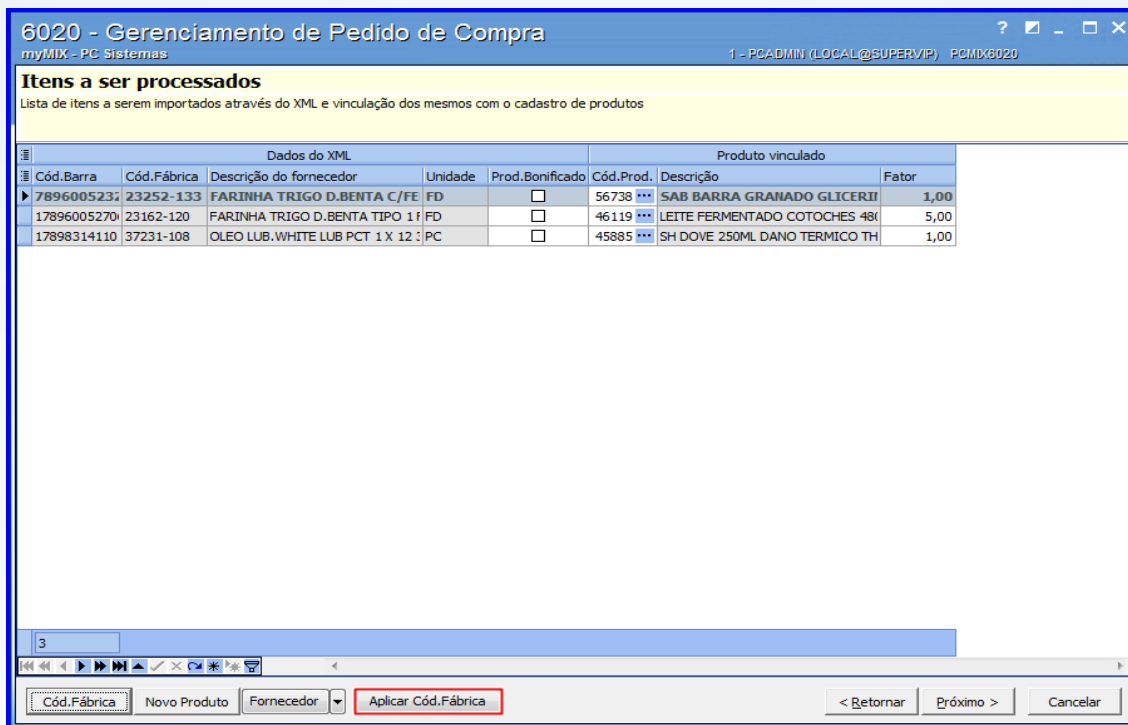 6020 - Gerenciamento de Pedido de Compra
myMIX - PC Sistemas 1 - PCADMIN (LOCAL@SUPERVIP) PCMIX6020
Itens a ser processados
Lista de itens a serem importados através do XML e vinculação dos mesmos com o cadastro de produtos
Dados do XML Produto vinculado
Cód.Barra Cód.Fábrica Descrição do fornecedor Unidade Prod.Bonificado Cód.Prod. Descrição Fator
7896005232 23252-133 FARINHA TRIGO D.BENTA C/FE FD 56738 ... SAB BARRA GRANADO GLICERI 1,00
17896005270 23162-120 FARINHA TRIGO D.BENTA TIPO 1 F FD 46119 ... LEITE FERMENTADO COTOCHES 48 5,00
17898314110 37231-108 OLEO LUB.WHITE LUB PCT 1 X 12 PC 45885 ... SH DOVE 250ML DANO TERMICO TH 1,00
3
Cód.Fábrica Novo Produto Fornecedor Aplicar Cód.Fábrica < Retornar Próximo > Cancelar